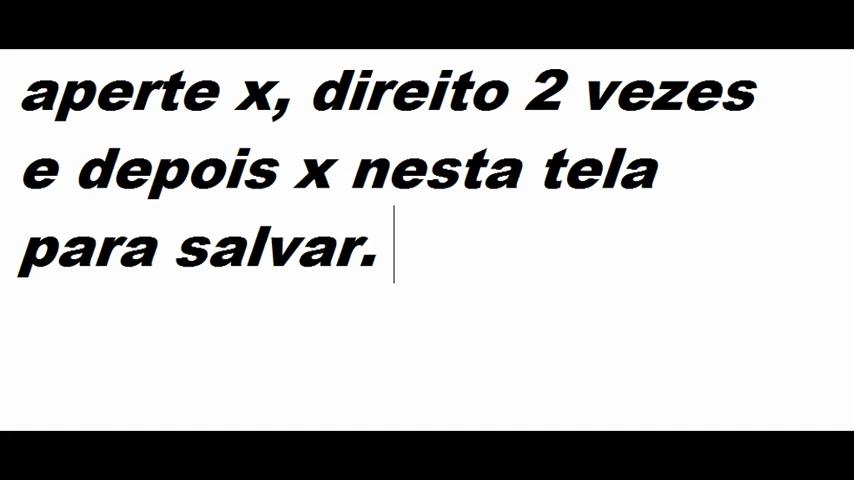 aperte x, direito 2 vezes
e depois x nesta tela
para salvar.